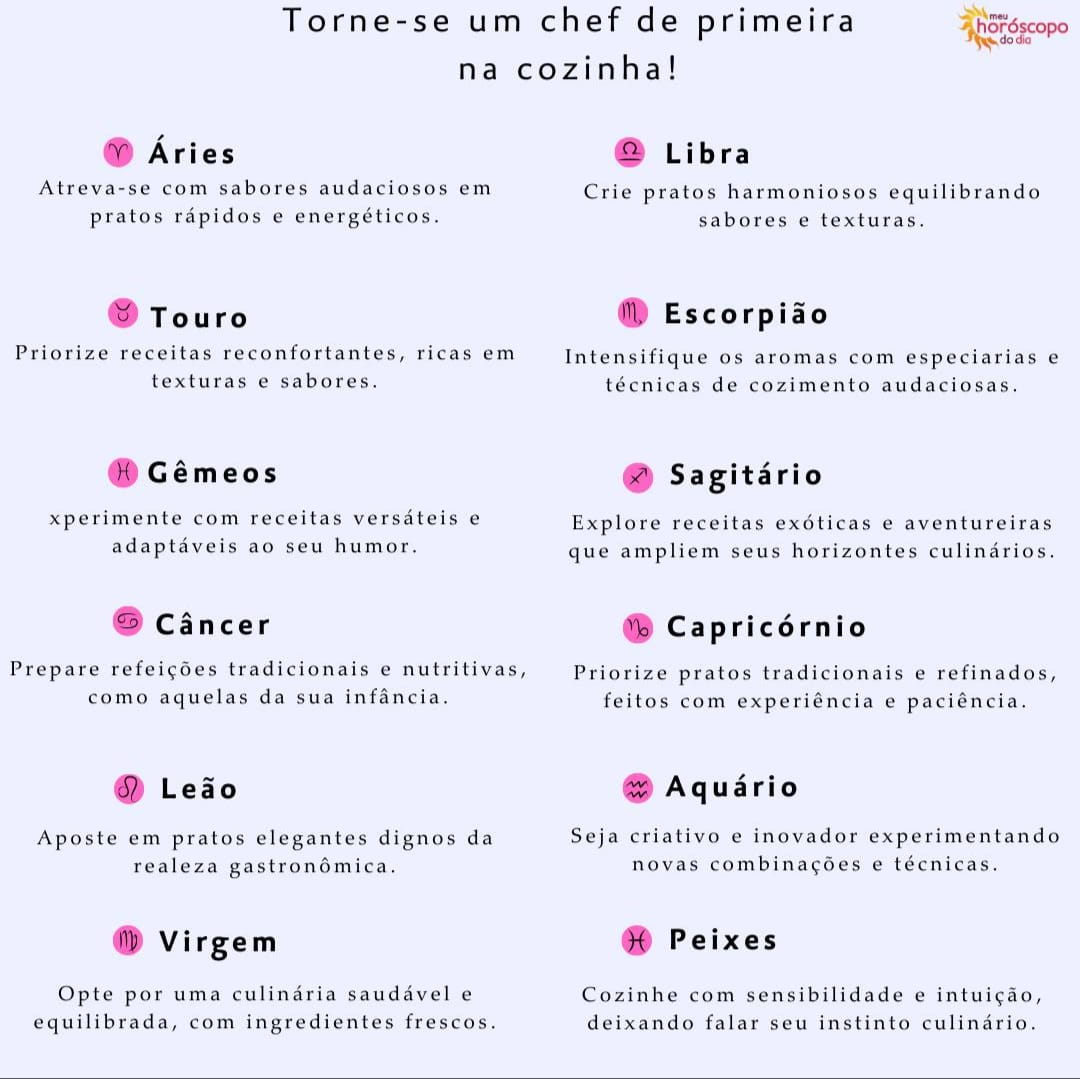 Torne-se um chef de primeira
na cozinha!
meu
horóscopo
do dia
Áries
Atreva-se com sabores audaciosos em
pratos rápidos e energéticos.
Touro
Priorize receitas reconfortantes, ricas em
texturas e sabores.
Gêmeos
xperimente com receitas versáteis e
adaptáveis ao seu humor.
Câncer
Prepare refeições tradicionais e nutritivas,
como aquelas da sua infância.
Leão
Aposte em pratos elegantes dignos da
realeza gastronômica.
Virgem
Opte por uma culinária saudável e
equilibrada, com ingredientes frescos.
Libra
Crie pratos harmoniosos equilibrando
sabores e texturas.
Escorpião
Intensifique os aromas com especiarias e
técnicas de cozimento audaciosas.
Sagitário
Explore receitas exóticas e aventureiras
que ampliem seus horizontes culinários.
Capricórnio
Priorize pratos tradicionais e refinados,
feitos com experiência e paciência.
Aquário
Seja criativo e inovador experimentando
novas combinações e técnicas.
Peixes
Cozinhe com sensibilidade e intuição,
deixando falar seu instinto culinário.